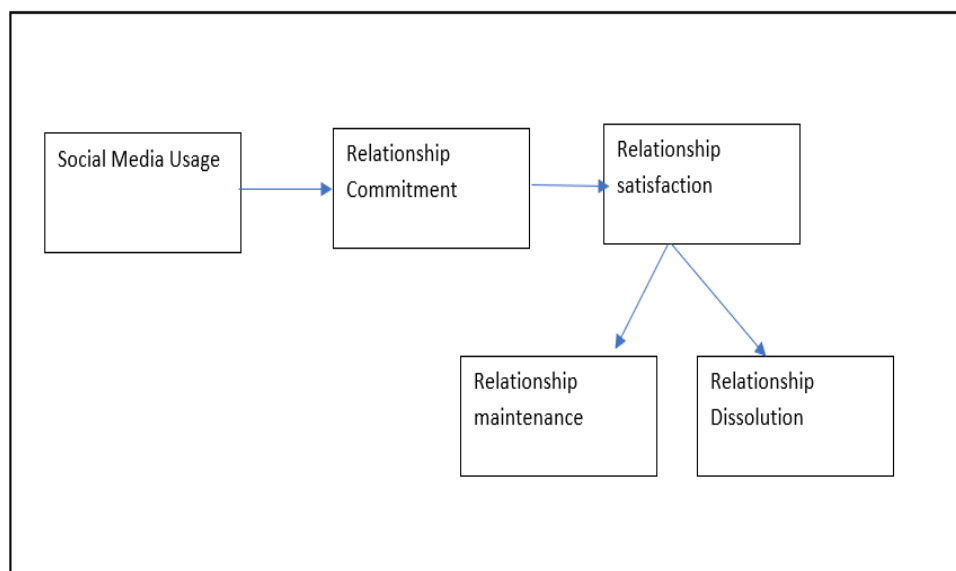 Social Media Usage
Relationship
Commitment
Relationship
satisfaction
Relationship
maintenance
Relationship
Dissolution